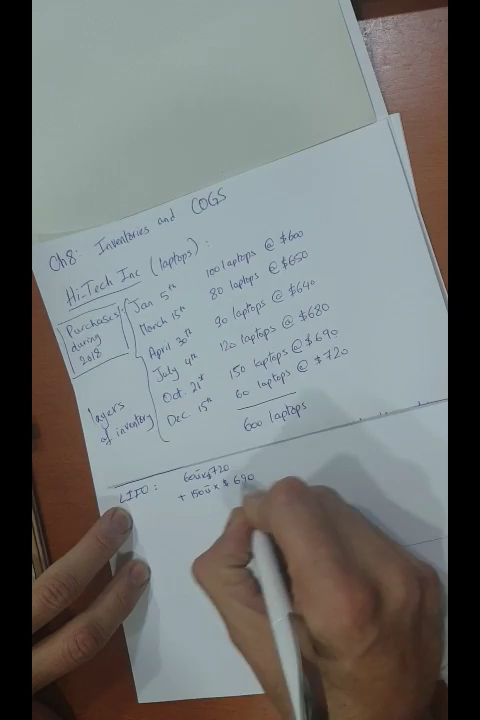 Ch8: Inventories and COGS
Hi-Tech Inc (laptops):
Purchases: during 2018
Jan 5th 100 laptops @ $600
March 15th 80 laptops @ $650
April 30th 90 laptops @ $640
July 4th 120 laptops @ $680
Oct. 21st 150 laptops @ $690
Dec. 15th 60 laptops @ $720
600 laptops
layers
of inventory
LIFO: 60u x $720
+ 150u x $690